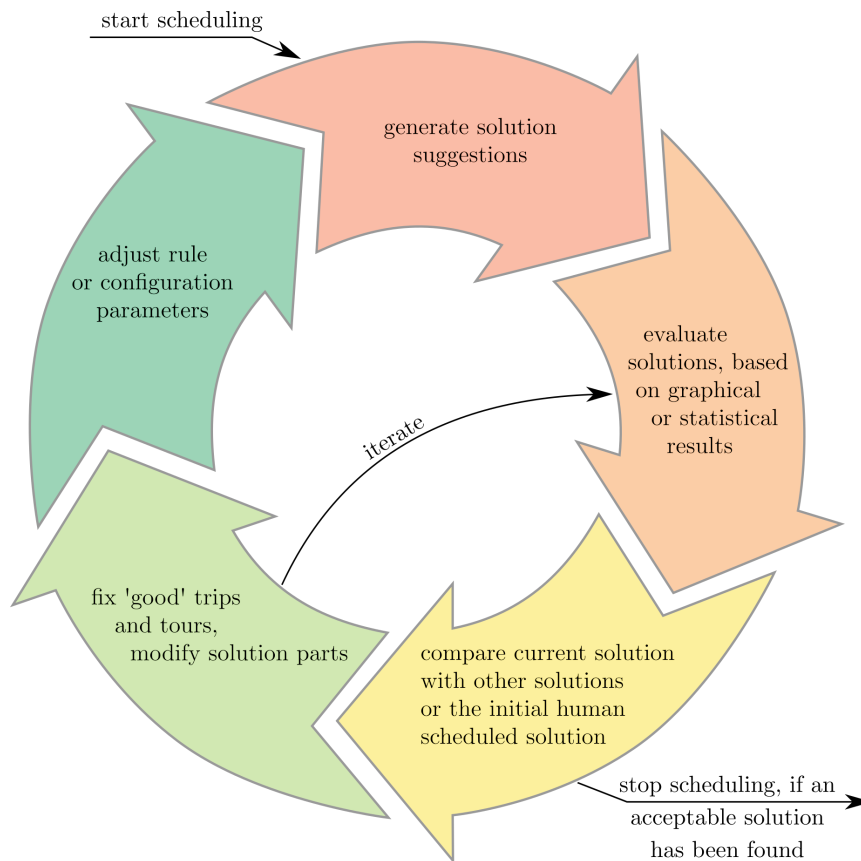 start scheduling
generate solution
suggestions
evaluate
solutions, based
on graphical
or statistical
results
compare current solution
with other solutions
or the initial human
scheduled solution
stop scheduling, if an
acceptable solution
has been found
fix 'good' trips
and tours,
modify solution parts
adjust rule
or configuration
parameters
iterate